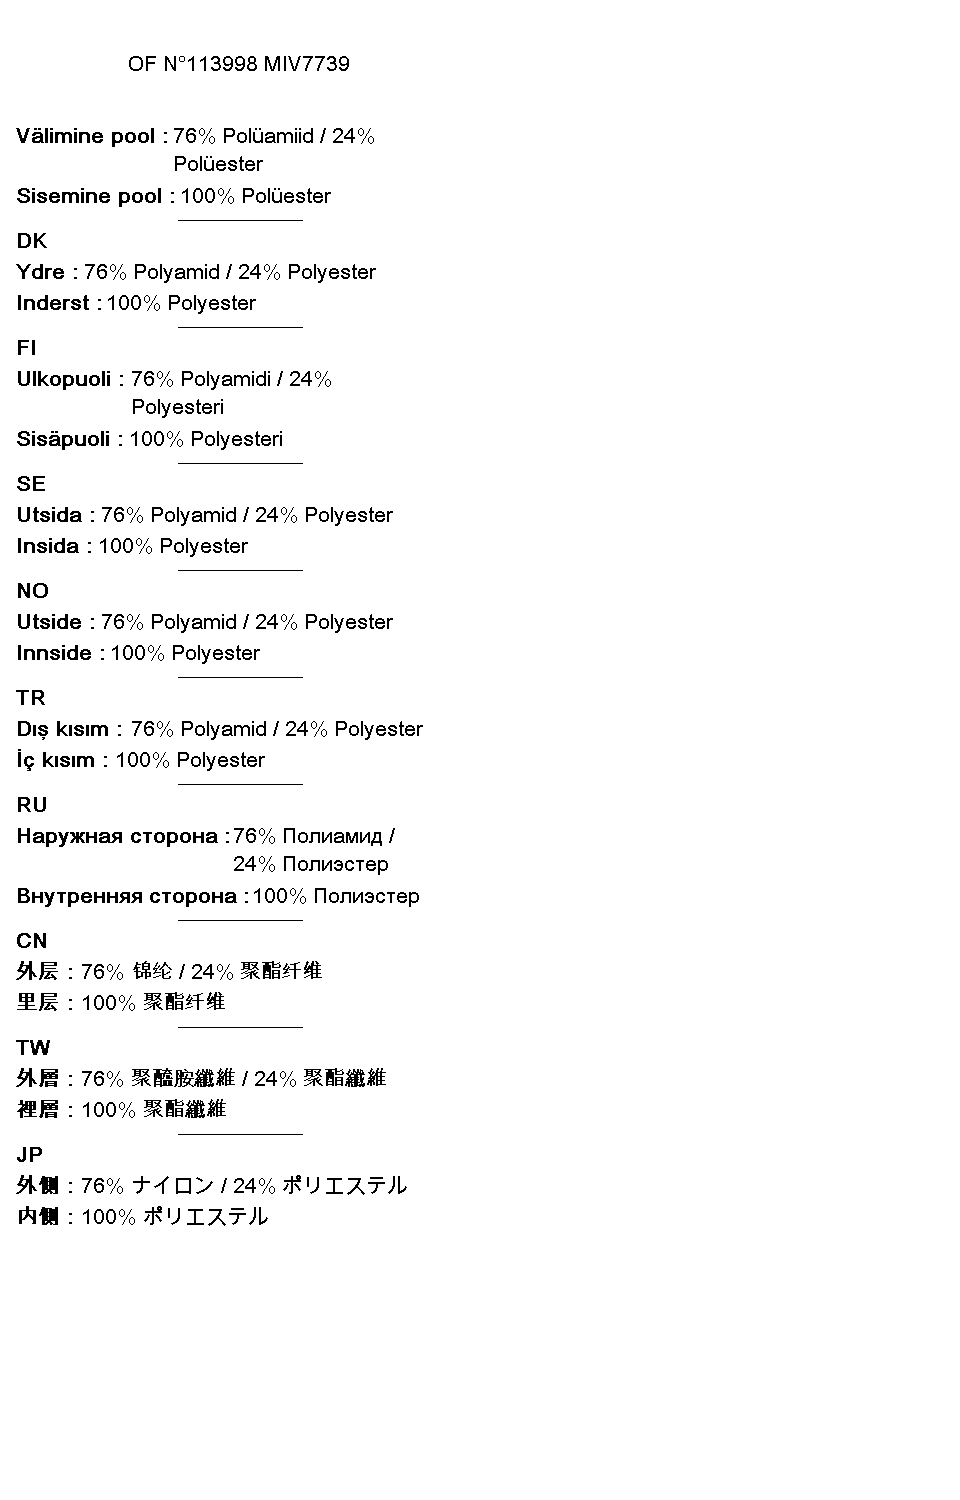 OF N°113998 MIV7739
Välimine pool : 76% Polüamiid / 24%
Polüester
Sisemine pool : 100% Polüester
DK
Ydre : 76% Polyamid / 24% Polyester
Inderst : 100% Polyester
FI
Ulkopuoli : 76% Polyamidi / 24%
Polyesteri
Sisäpuoli : 100% Polyesteri
SE
Utsida : 76% Polyamid / 24% Polyester
Insida : 100% Polyester
NO
Utside : 76% Polyamid / 24% Polyester
Innside : 100% Polyester
TR
Dış kısım : 76% Polyamid / 24% Polyester
İç kısım : 100% Polyester
RU
Наружная сторона : 76% Полиамид /
24% Полиэстер
Внутренняя сторона : 100% Полиэстер
CN
外层 : 76% 锦纶 / 24% 聚酯纤维
里层 : 100% 聚酯纤维
TW
外層 : 76% 聚醯胺纖維 / 24% 聚酯纖維
裡層 : 100% 聚酯纖維
JP
外側 : 76% ナイロン / 24% ポリエステル
内側 : 100% ポリエステル